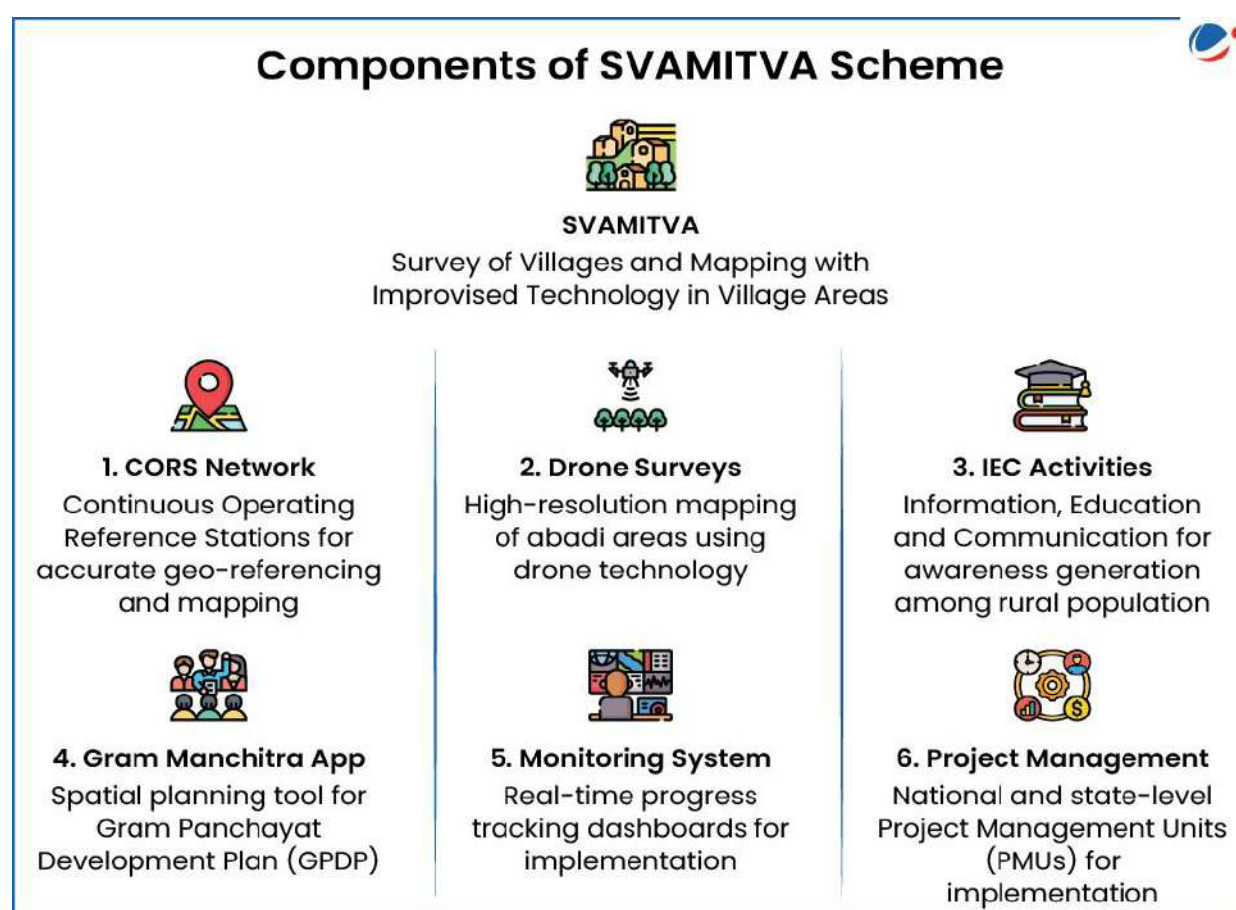 Components of SVAMITVA Scheme
SVAMITVA
Survey of Villages and Mapping with
Improvised Technology in Village Areas
1. CORS Network
Continuous Operating
Reference Stations for
accurate geo-referencing
and mapping
2. Drone Surveys
High-resolution mapping
of abadi areas using
drone technology
3. IEC Activities
Information, Education
and Communication for
awareness generation
among rural population
4. Gram Manchitra App
Spatial planning tool for
Gram Panchayat
Development Plan (GPDP)
5. Monitoring System
Real-time progress
tracking dashboards for
implementation
6. Project Management
National and state-level
Project Management Units
(PMUs) for
implementation